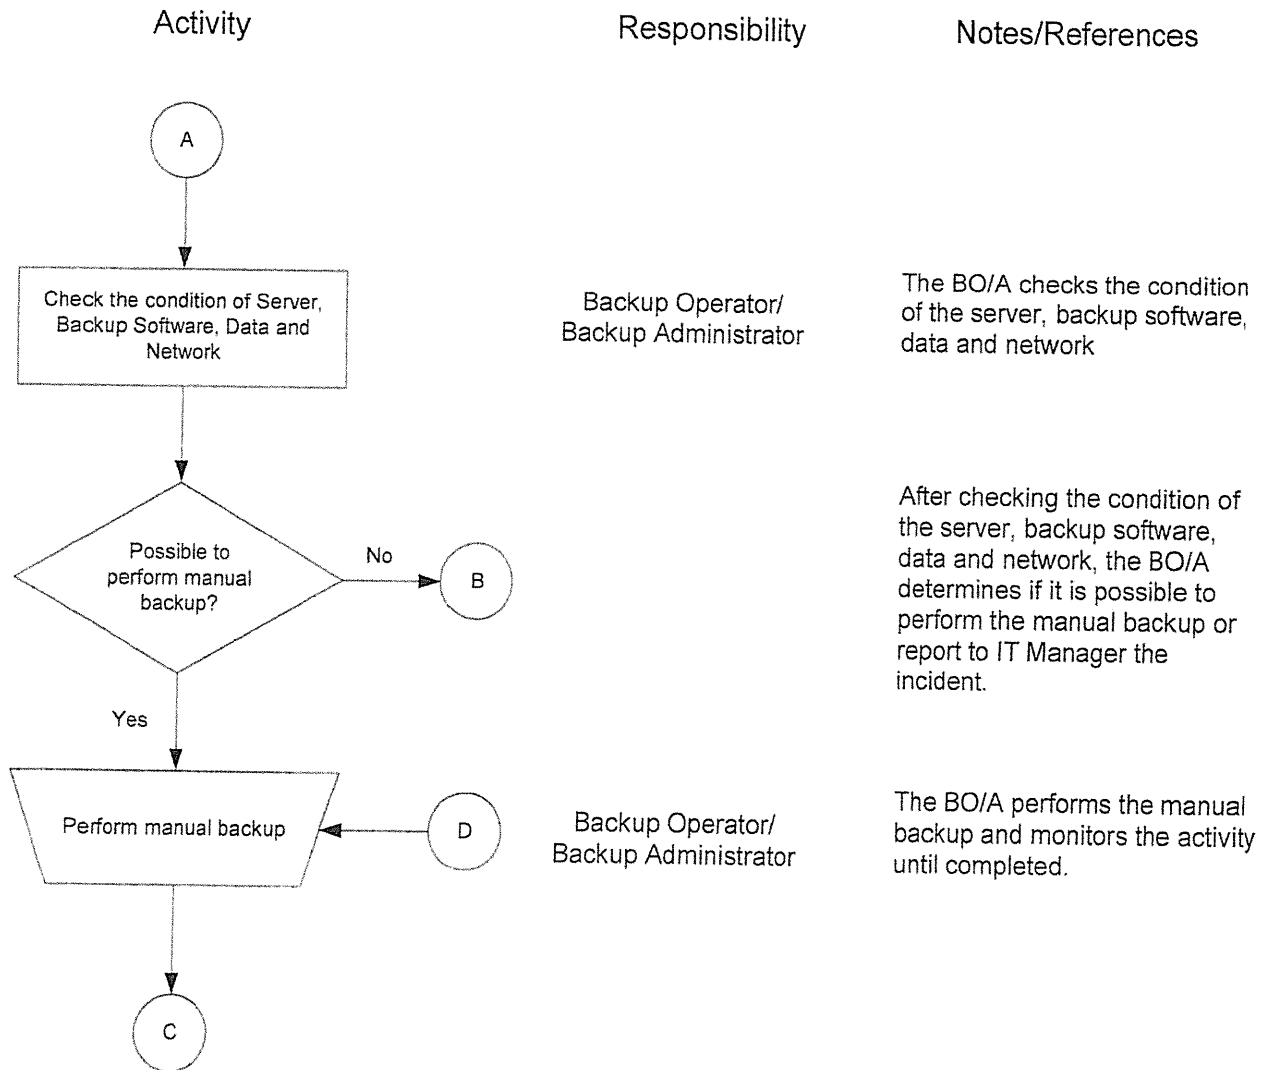 Activity
Responsibility
Notes/References
A
Check the condition of Server,
Backup Software, Data and
Network
Backup Operator/
Backup Administrator
The BO/A checks the condition
of the server, backup software,
data and network
Possible to
perform manual
backup?
No
B
After checking the condition of
the server, backup software,
data and network, the BO/A
determines if it is possible to
perform the manual backup or
report to IT Manager the
incident.
Yes
Perform manual backup
D
Backup Operator/
Backup Administrator
The BO/A performs the manual
backup and monitors the activity
until completed.
C